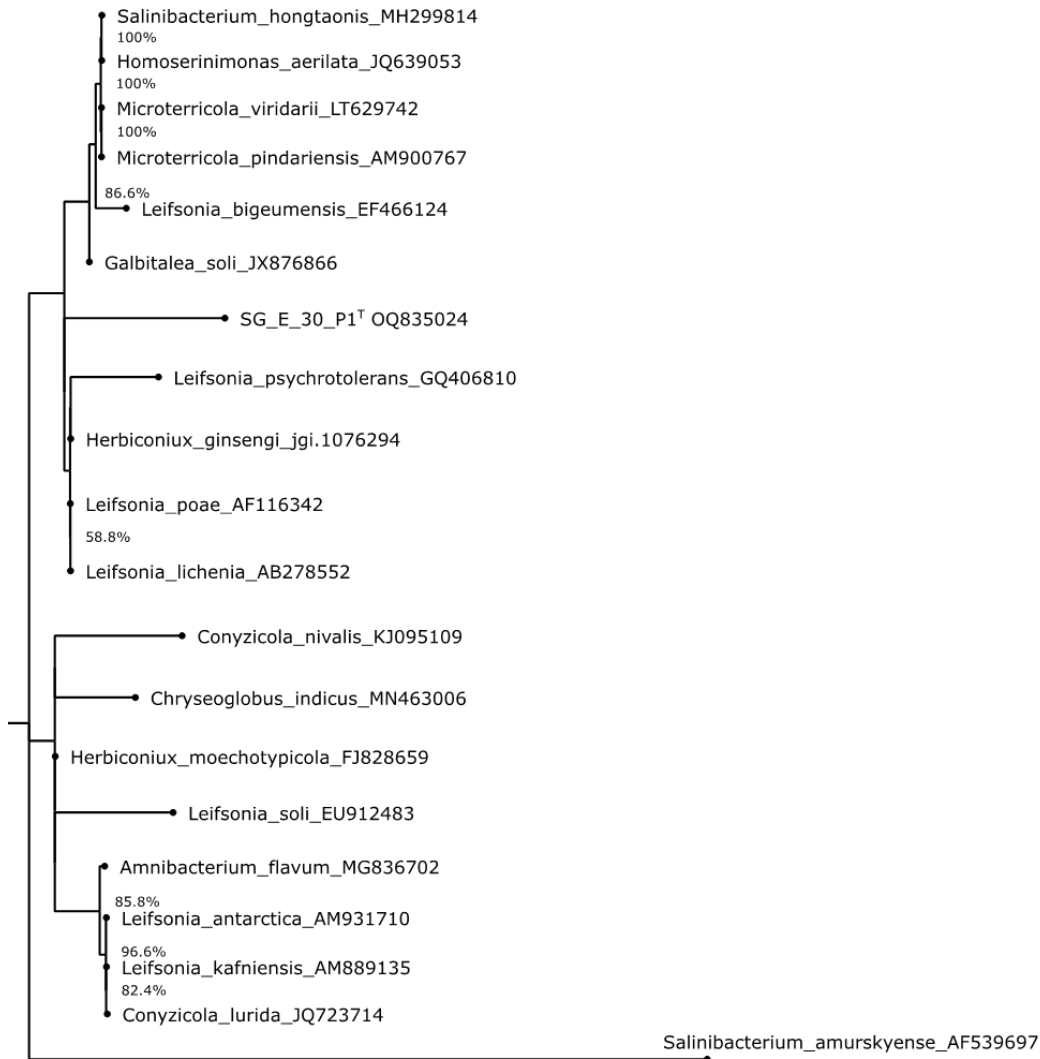 Salinibacterium_hongtaonis_MH299814
100%
Homoserinimonas_aerilata_JQ639053
100%
Microterricola_viridarii_LT629742
100%
Microterricola_pindariensis_AM900767
86.6%
Leifsonia_bigeumensis_EF466124
Galbitalea_soli_JX876866
SG_E_30_P1ᵀ OQ835024
Leifsonia_psychrotolerans_GQ406810
Herbiconiux_ginsengi_jgi.1076294
Leifsonia_poae_AF116342
58.8%
Leifsonia_lichenia_AB278552
Conyzicola_nivalis_KJ095109
Chryseoglobus_indicus_MN463006
Herbiconiux_moechotypicola_FJ828659
Leifsonia_soli_EU912483
Amnibacterium_flavum_MG836702
85.8%
Leifsonia_antarctica_AM931710
96.6%
Leifsonia_kafniensis_AM889135
82.4%
Conyzicola_lurida_JQ723714
Salinibacterium_amurskyense_AF539697